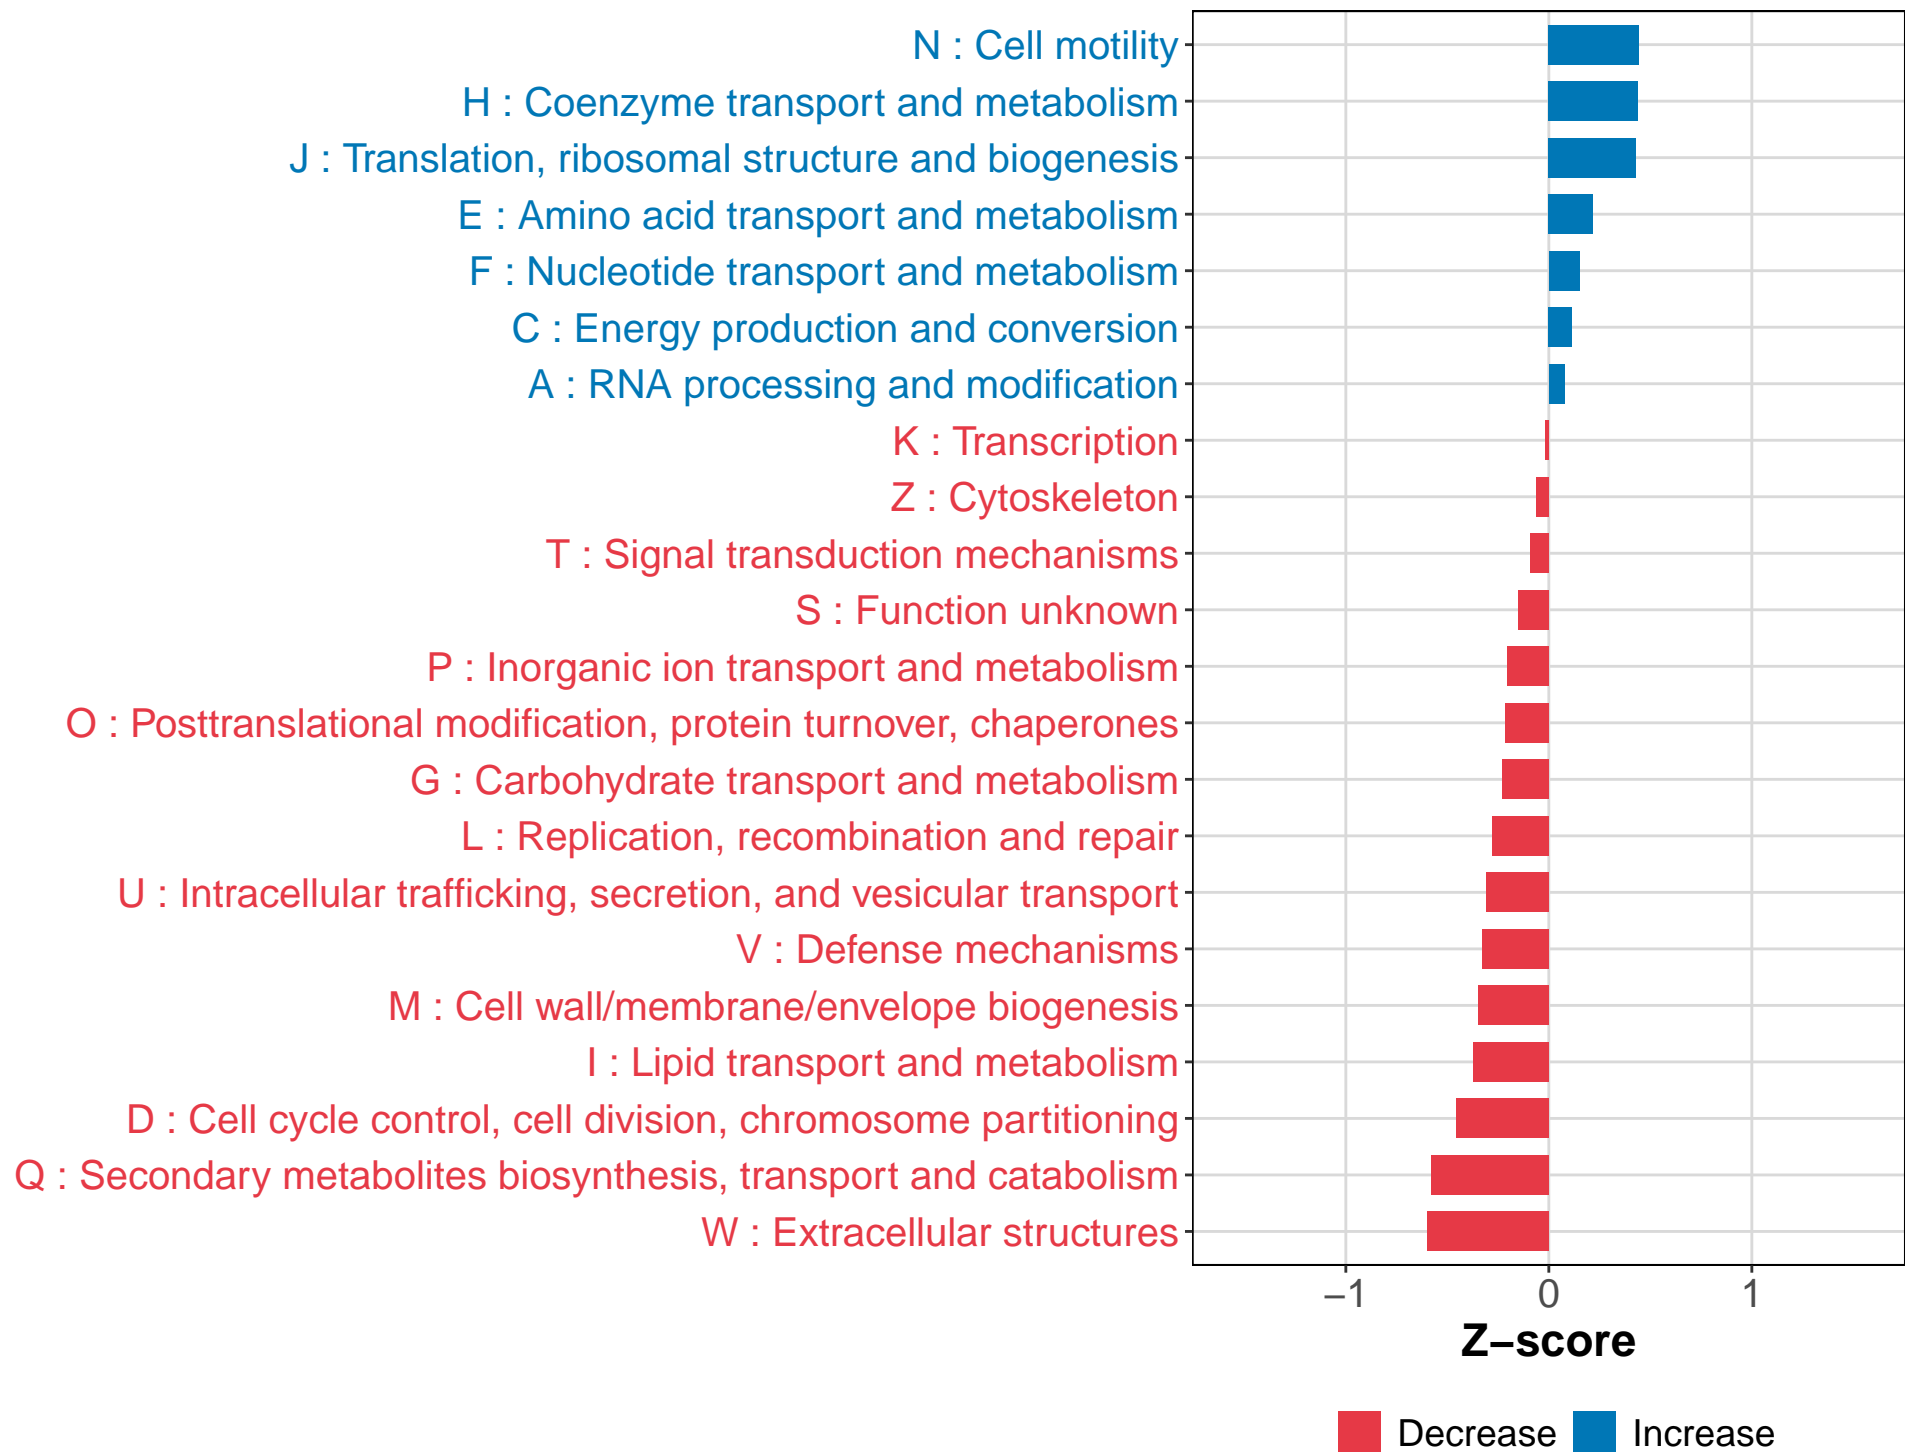 N : Cell motility
H : Coenzyme transport and metabolism
J : Translation, ribosomal structure and biogenesis
E : Amino acid transport and metabolism
F : Nucleotide transport and metabolism
C : Energy production and conversion
A : RNA processing and modification
K : Transcription
Z : Cytoskeleton
T : Signal transduction mechanisms
S : Function unknown
P : Inorganic ion transport and metabolism
O : Posttranslational modification, protein turnover, chaperones
G : Carbohydrate transport and metabolism
L : Replication, recombination and repair
U : Intracellular trafficking, secretion, and vesicular transport
V : Defense mechanisms
M : Cell wall/membrane/envelope biogenesis
I : Lipid transport and metabolism
D : Cell cycle control, cell division, chromosome partitioning
Q : Secondary metabolites biosynthesis, transport and catabolism
W : Extracellular structures
−1 0 1
Z−score
Decrease Increase